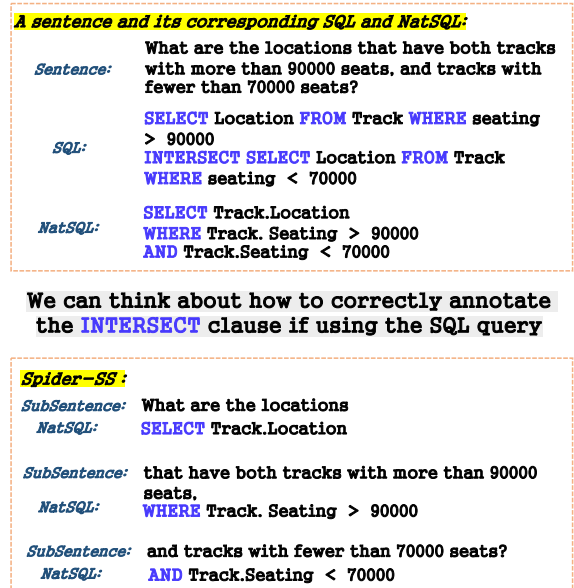 A sentence and its corresponding SQL and NatSQL:
Sentence: What are the locations that have both tracks
with more than 90000 seats, and tracks with
fewer than 70000 seats?
SQL: SELECT Location FROM Track WHERE seating
> 90000
INTERSECT SELECT Location FROM Track
WHERE seating < 70000
NatSQL: SELECT Track.Location
WHERE Track. Seating > 90000
AND Track.Seating < 70000
We can think about how to correctly annotate
the INTERSECT clause if using the SQL query
Spider-SS :
SubSentence: What are the locations
NatSQL: SELECT Track.Location
SubSentence: that have both tracks with more than 90000
seats,
NatSQL: WHERE Track. Seating > 90000
SubSentence: and tracks with fewer than 70000 seats?
NatSQL: AND Track.Seating < 70000